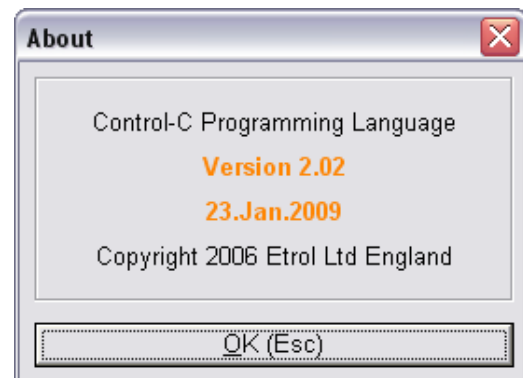 About
Control-C Programming Language
Version 2.02
23.Jan.2009
Copyright 2006 Etrol Ltd England
OK (Esc)